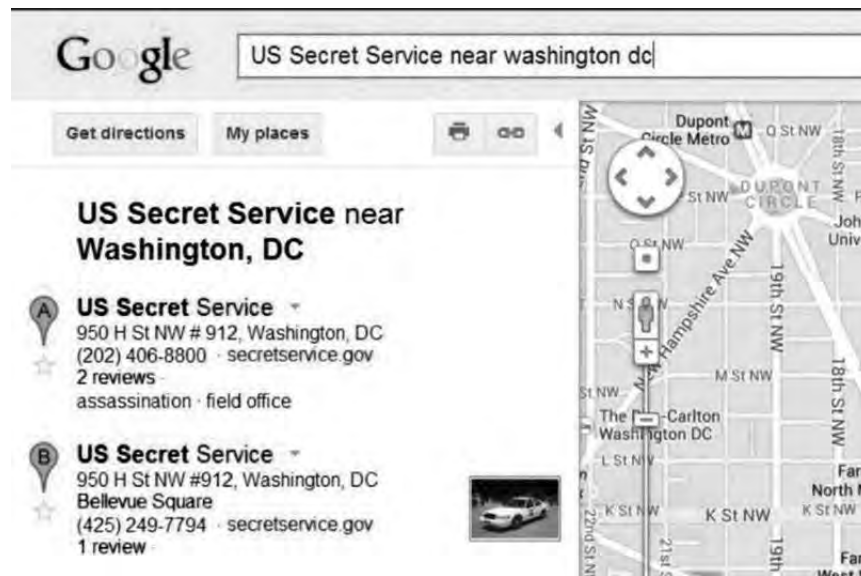 Google
US Secret Service near washington dc
Get directions
My places
US Secret Service near
Washington, DC
A
US Secret Service
950 H St NW # 912, Washington, DC
(202) 406-8800 · secretservice.gov
2 reviews
assassination · field office
B
US Secret Service
950 H St NW #912, Washington, DC
Bellevue Square
(425) 249-7794 · secretservice.gov
1 review
Dupont
Circle Metro
M
Q St NW
18th St NW
St NW
DUPONT
CIRCLE
Q St NW
New Hampshire Ave NW
19th St NW
M St NW
18th St NW
St NW
The
-Carlton
Washington DC
L St NW
North
K St NW
K St NW
K St NW
22nd St N
21st S
19th